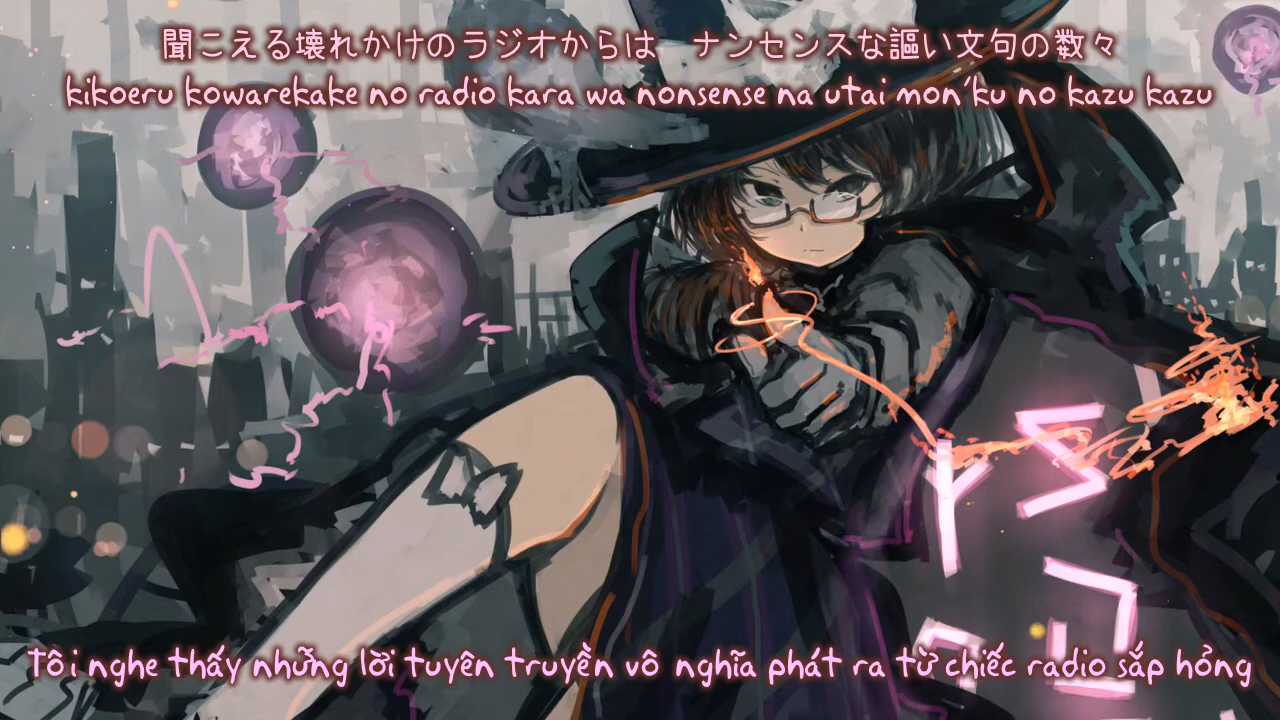 聞こえる壊れかけのラジオからは　ナンセンスな謳い文句の数々
kikoeru kowarekake no radio kara wa nonsense na utai mon'ku no kazu kazu
Tôi nghe thấy những lời tuyên truyền vô nghĩa phát ra từ chiếc radio sắp hỏng